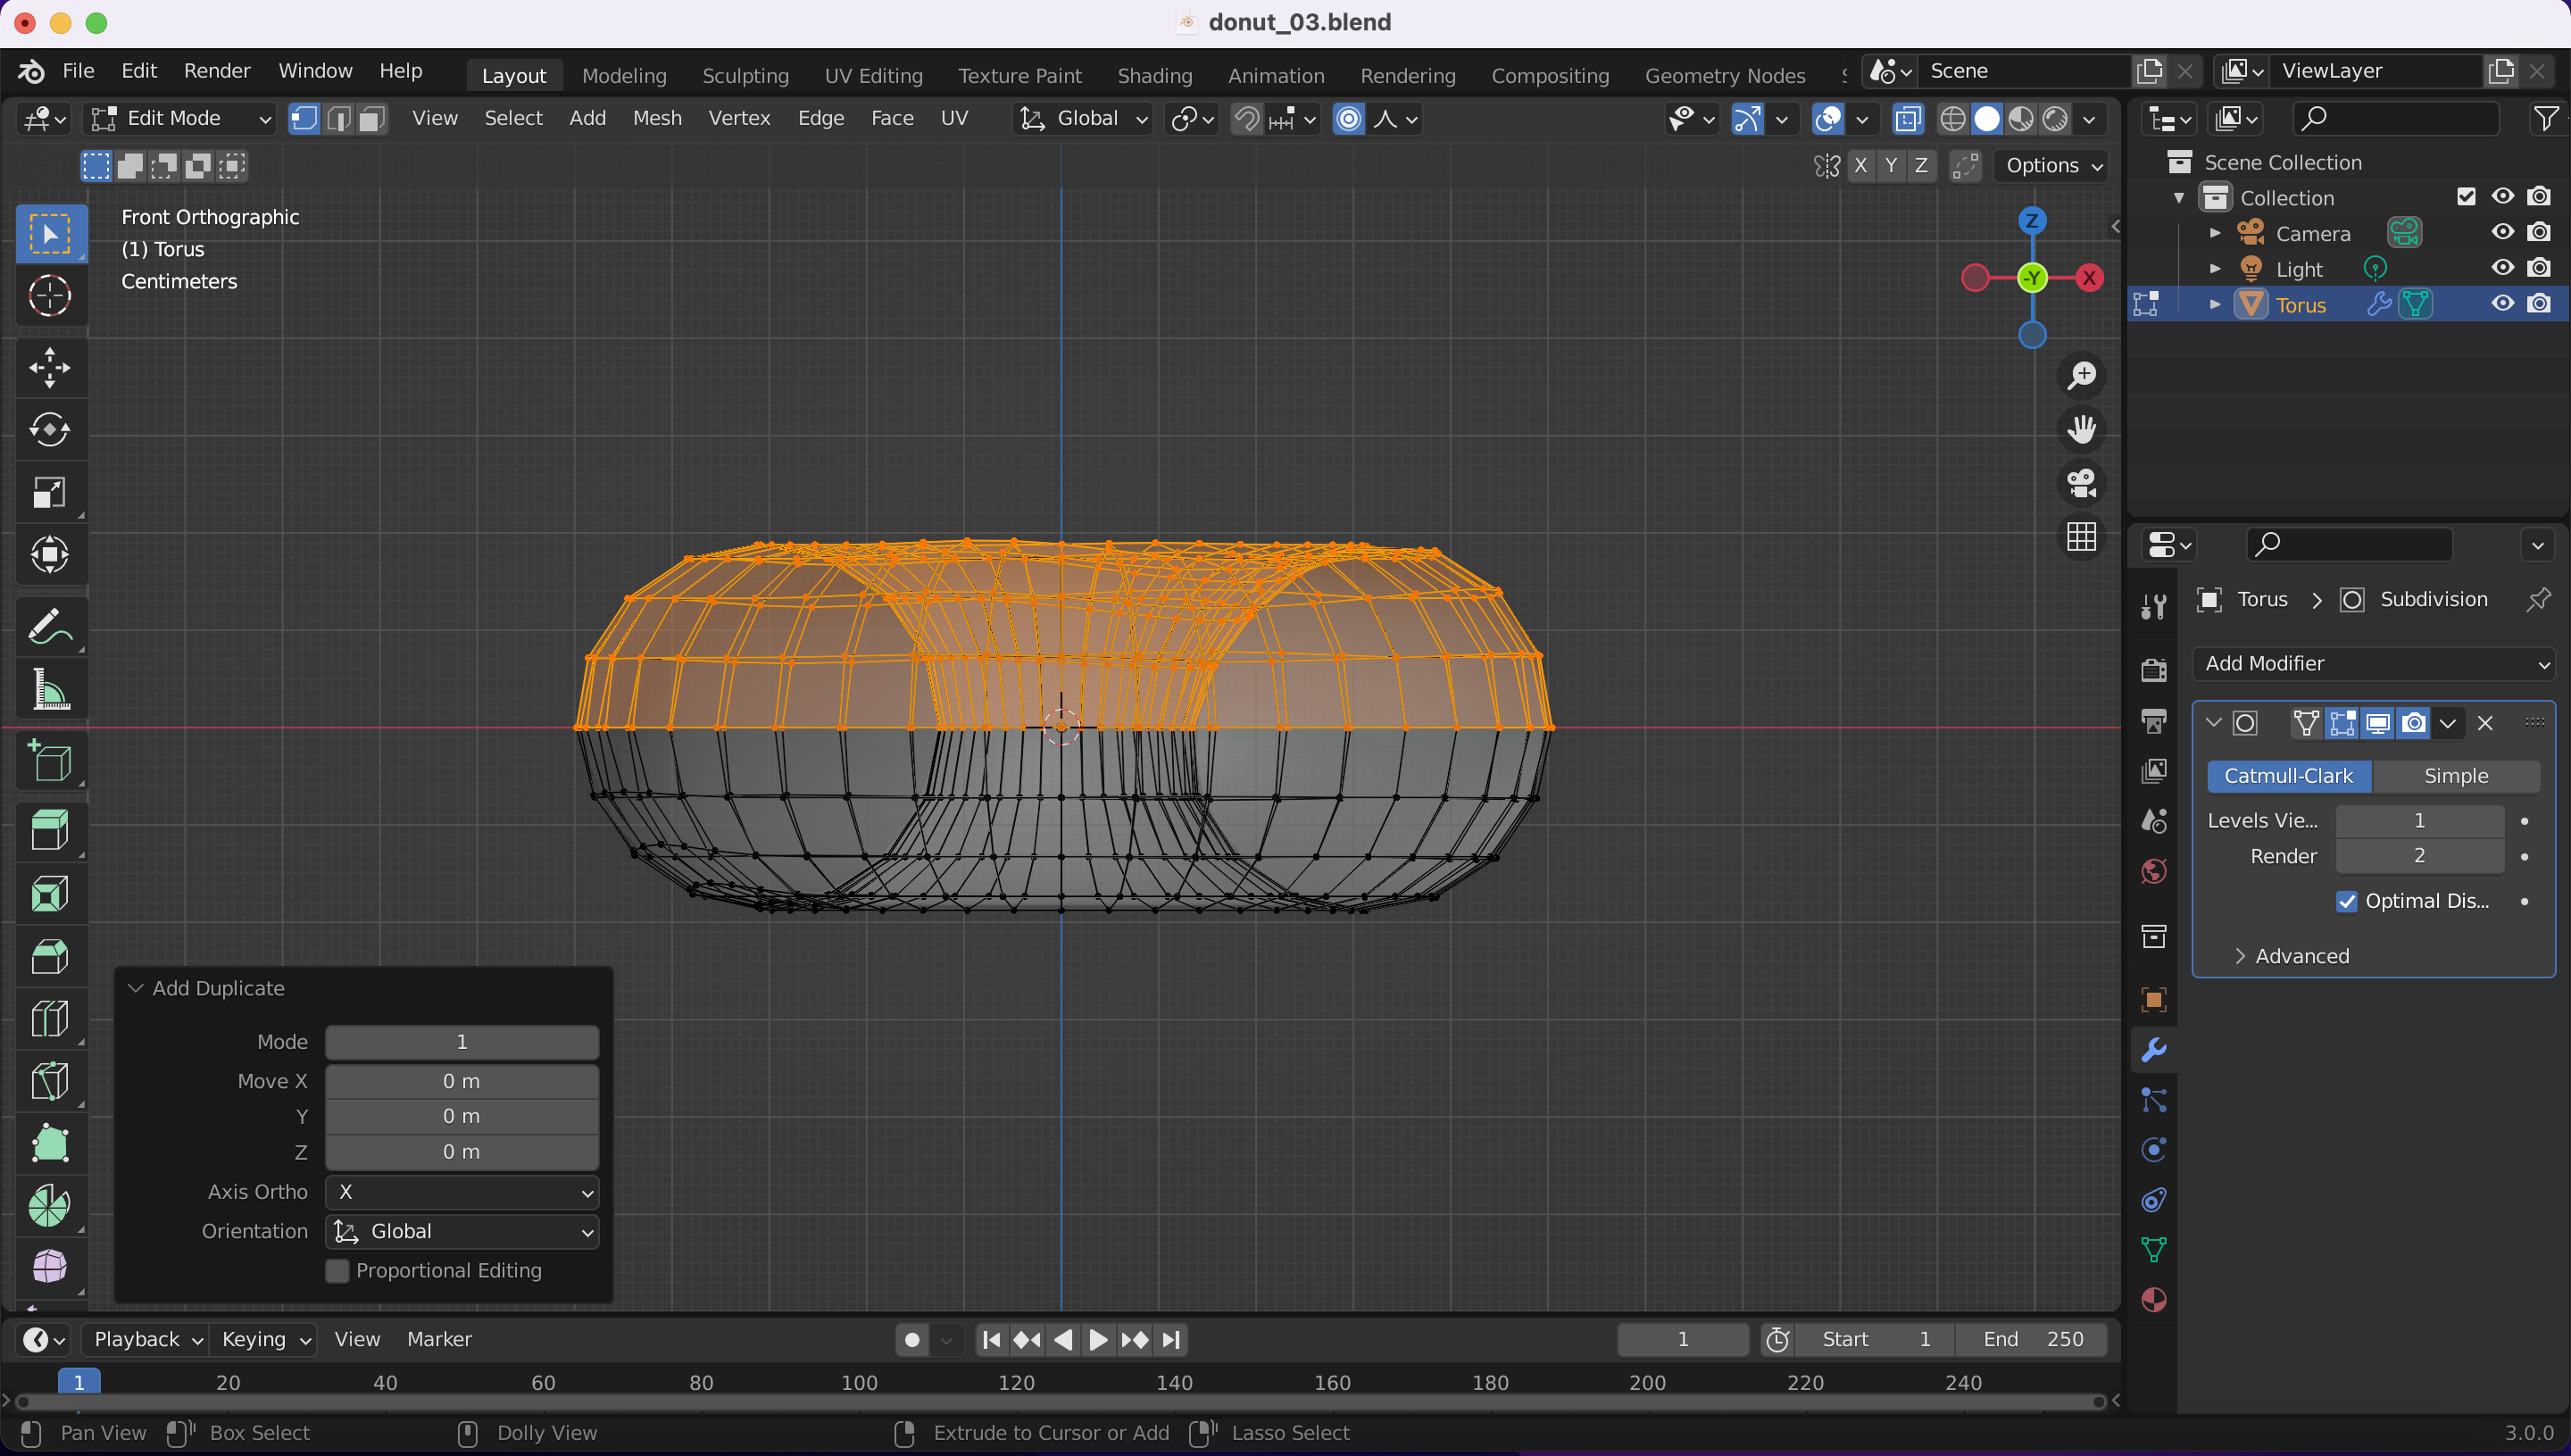 donut_03.blend
File Edit Render Window Help Layout Modeling Sculpting UV Editing Texture Paint Shading Animation Rendering Compositing Geometry Nodes Scene ViewLayer
Edit Mode View Select Add Mesh Vertex Edge Face UV Global
X Y Z Options
Front Orthographic
(1) Torus
Centimeters
Z
-Y X
Scene Collection
Collection
Camera
Light
Torus
Torus > Subdivision
Add Modifier
Catmull-Clark Simple
Levels Vie... 1
Render 2
Optimal Dis...
Advanced
Add Duplicate
Mode 1
Move X 0 m
Y 0 m
Z 0 m
Axis Ortho X
Orientation Global
Proportional Editing
Playback Keying View Marker 1 Start 1 End 250
1 20 40 60 80 100 120 140 160 180 200 220 240
Pan View Box Select Dolly View Extrude to Cursor or Add Lasso Select 3.0.0